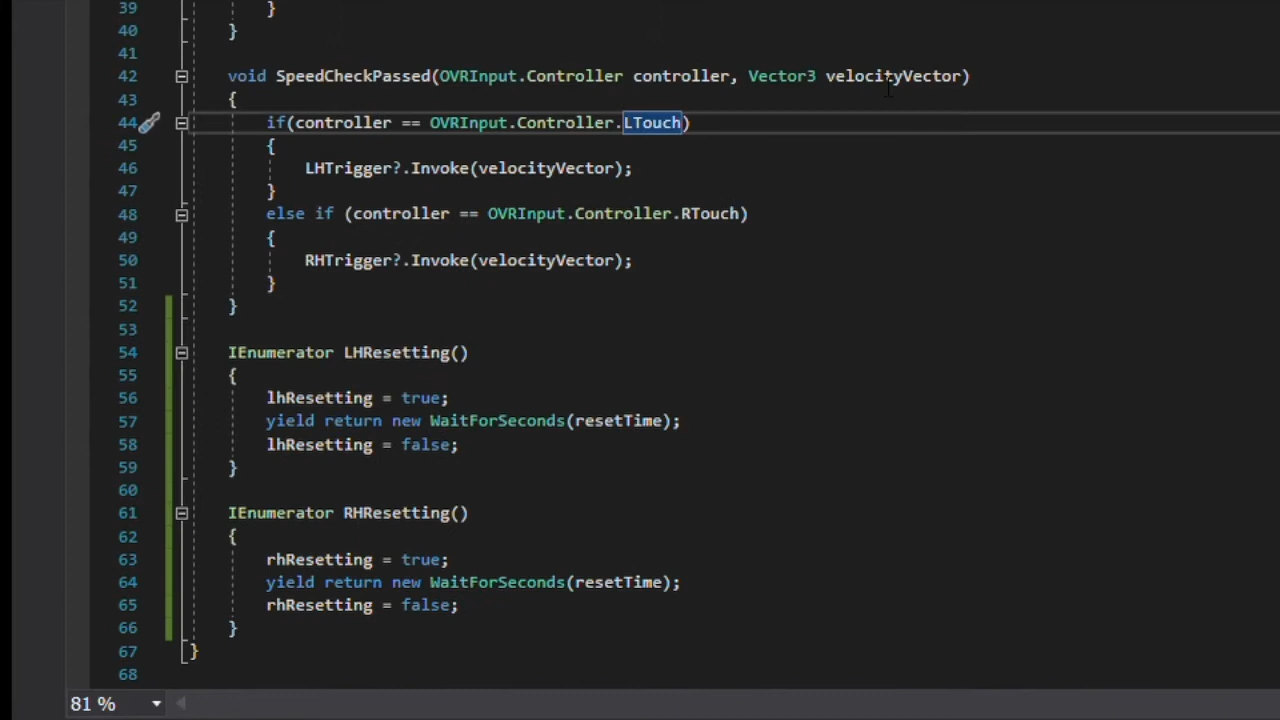 39 }
40 }
41
42 void SpeedCheckPassed(OVRInput.Controller controller, Vector3 velocityVector)
43 {
44 if(controller == OVRInput.Controller.LTouch)
45 {
46 LHTrigger?.Invoke(velocityVector);
47 }
48 else if (controller == OVRInput.Controller.RTouch)
49 {
50 RHTrigger?.Invoke(velocityVector);
51 }
52 }
53
54 IEnumerator LHResetting()
55 {
56 lhResetting = true;
57 yield return new WaitForSeconds(resetTime);
58 lhResetting = false;
59 }
60
61 IEnumerator RHResetting()
62 {
63 rhResetting = true;
64 yield return new WaitForSeconds(resetTime);
65 rhResetting = false;
66 }
67 }
68
81 %